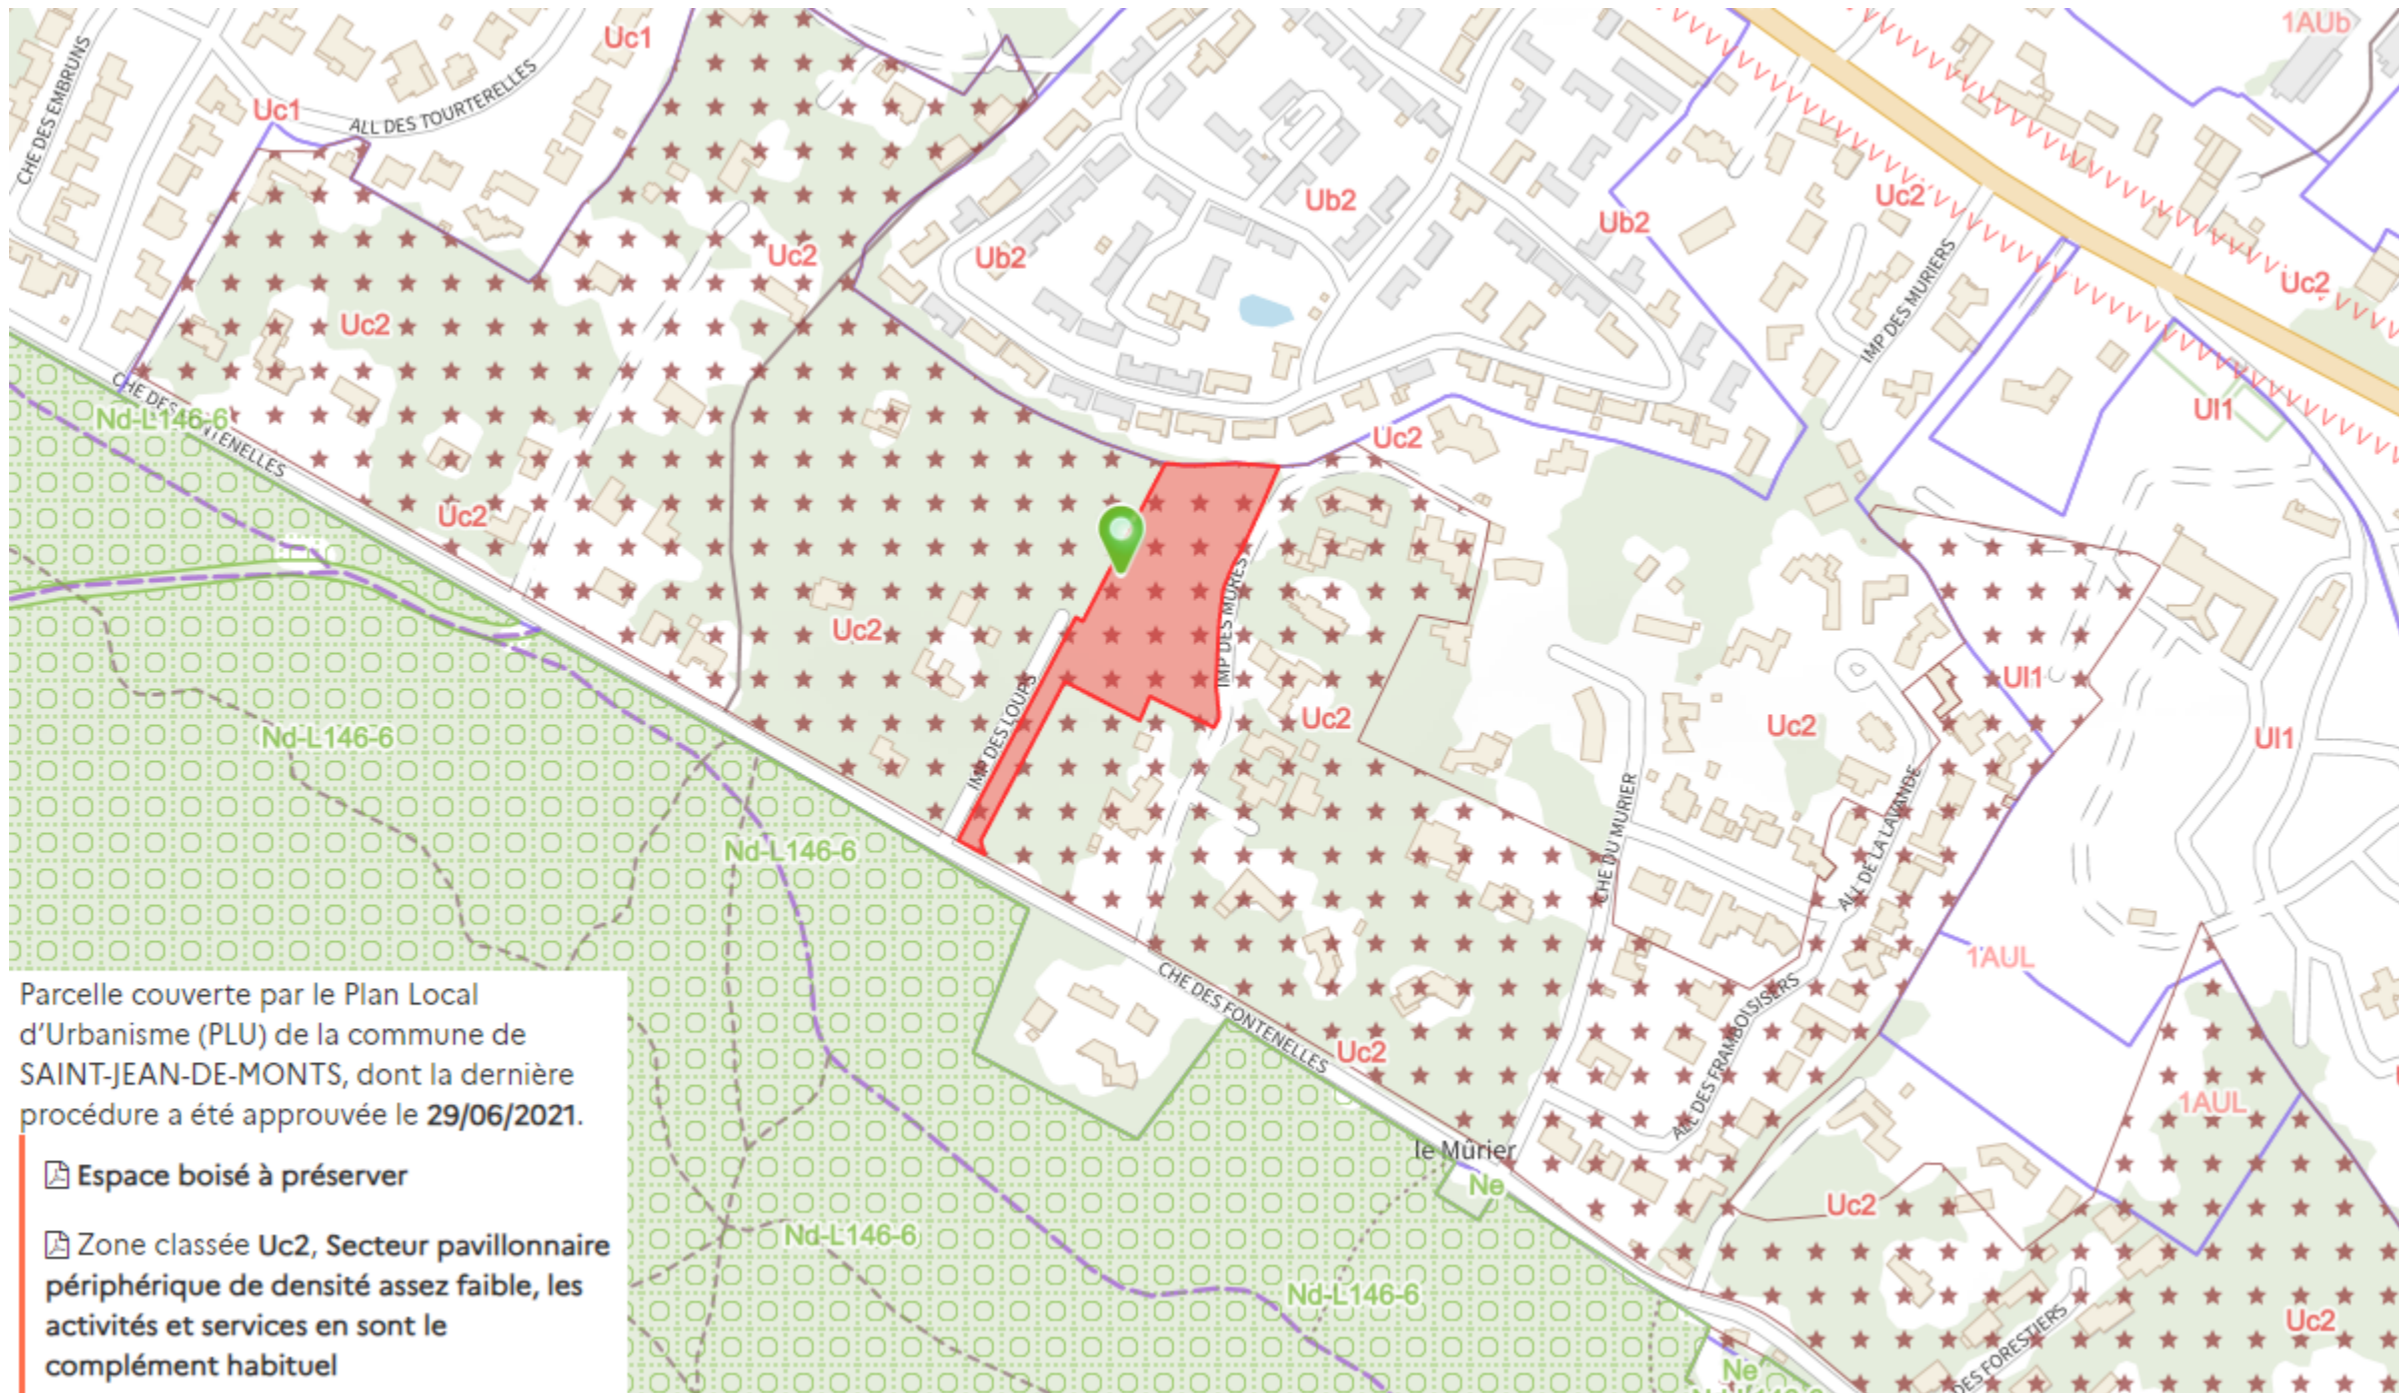 1AUb
Uc1
CHE DES EMBRUNS
Uc1
ALL DES TOURTERELLES
Uc2
Ub2
Ub2
Uc2
Ub2
IMP DES MURIERS
Uc2
Uc2
CHE DES
NTENELLES
Nd-L146-6
Ul1
Uc2
Uc2
IMP DES MURES
Uc2
IMP DES LOUPS
Ul1
Uc2
Uc2
Ul1
Nd-L146-6
CHE DU MURIER
ALL DE LA LAVANDE
Nd-L146-6
1AUL
CHE DES FONTENELLES
ALL DES FRAMBOISISERS
Uc2
1AUL
le Mûrier
Ne
Uc2
Nd-L146-6
Nd-L146-6
Uc2
DES FORESTIERS
Ne
Parcelle couverte par le Plan Local
d’Urbanisme (PLU) de la commune de
SAINT-JEAN-DE-MONTS, dont la dernière
procédure a été approuvée le 29/06/2021.
Espace boisé à préserver
Zone classée Uc2, Secteur pavillonnaire
périphérique de densité assez faible, les
activités et services en sont le
complément habituel